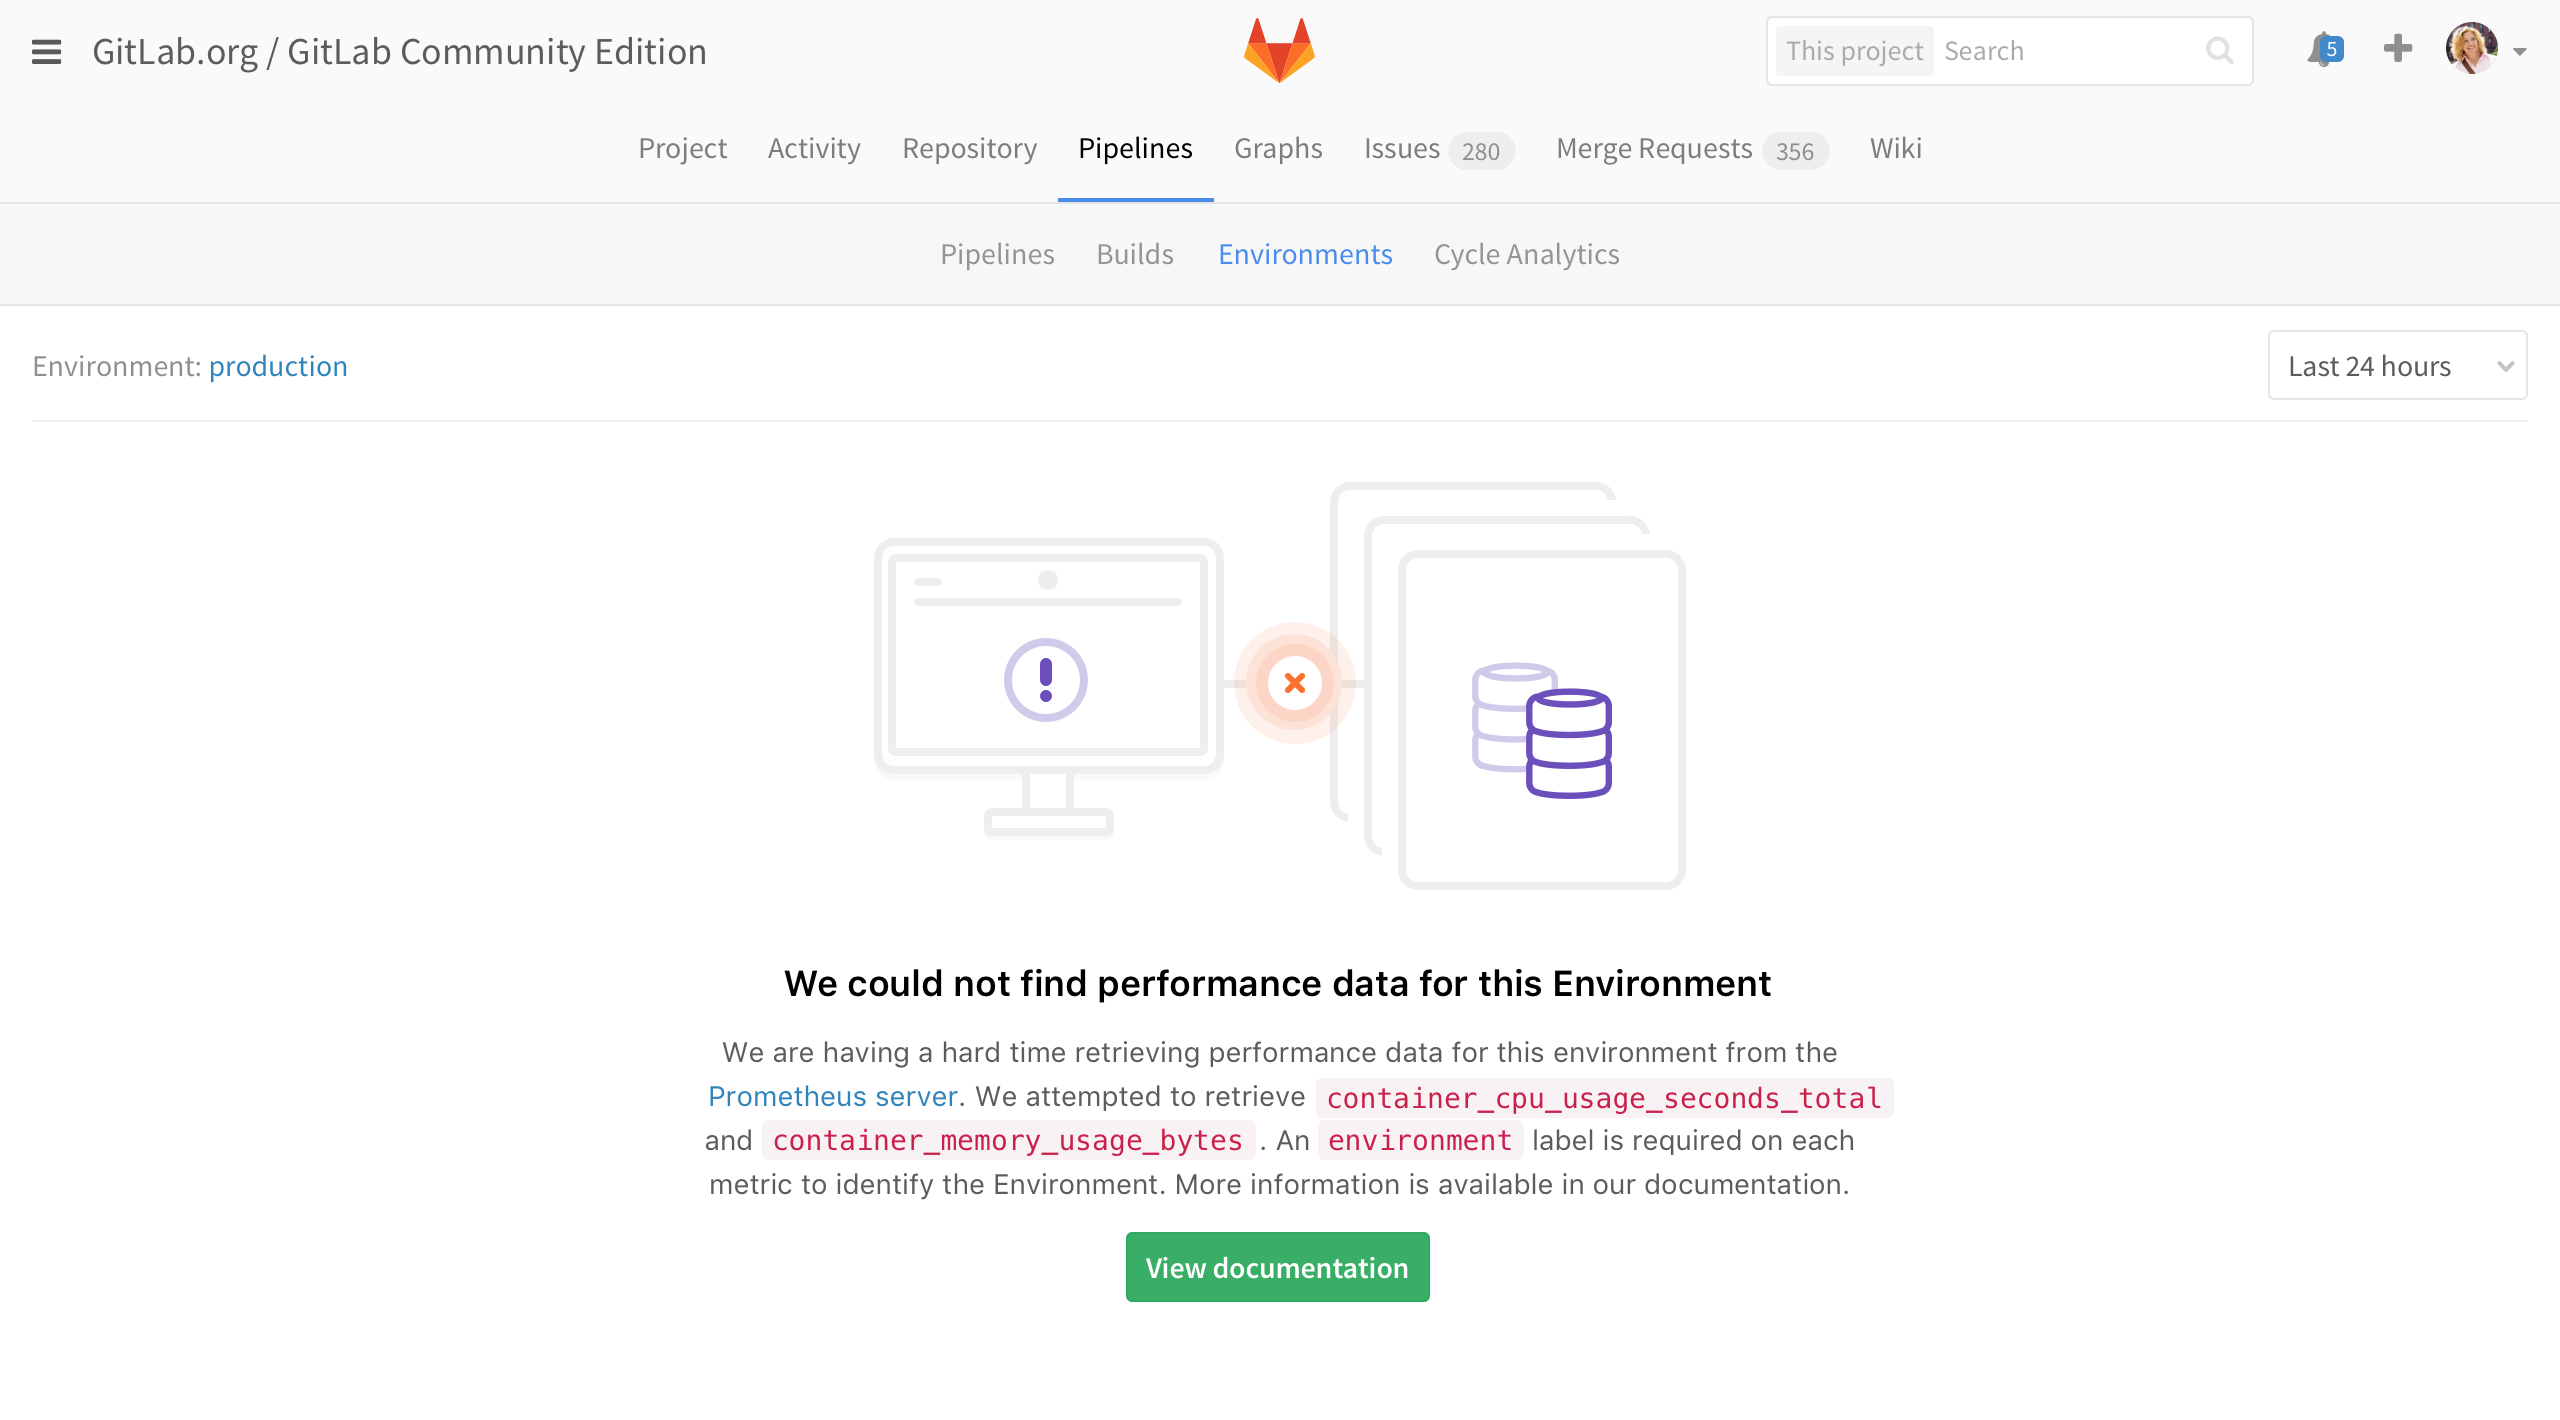 GitLab.org / GitLab Community Edition
This project Search
5
Project Activity Repository Pipelines Graphs Issues 280 Merge Requests 356 Wiki
Pipelines Builds Environments Cycle Analytics
Environment: production
Last 24 hours
We could not find performance data for this Environment
We are having a hard time retrieving performance data for this environment from the
Prometheus server. We attempted to retrieve container_cpu_usage_seconds_total
and container_memory_usage_bytes . An environment label is required on each
metric to identify the Environment. More information is available in our documentation.
View documentation